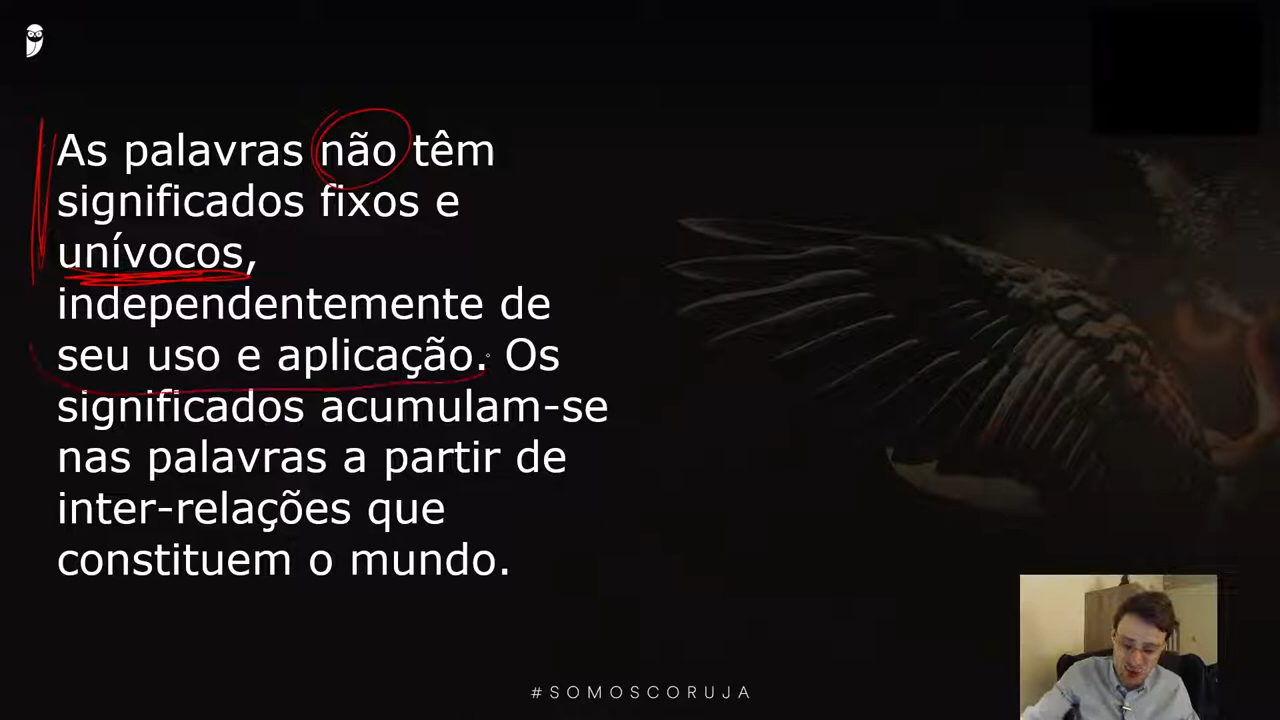 As palavras não têm
significados fixos e
unívocos,
independentemente de
seu uso e aplicação. Os
significados acumulam-se
nas palavras a partir de
inter-relações que
constituem o mundo.
#SOMOSCORUJA